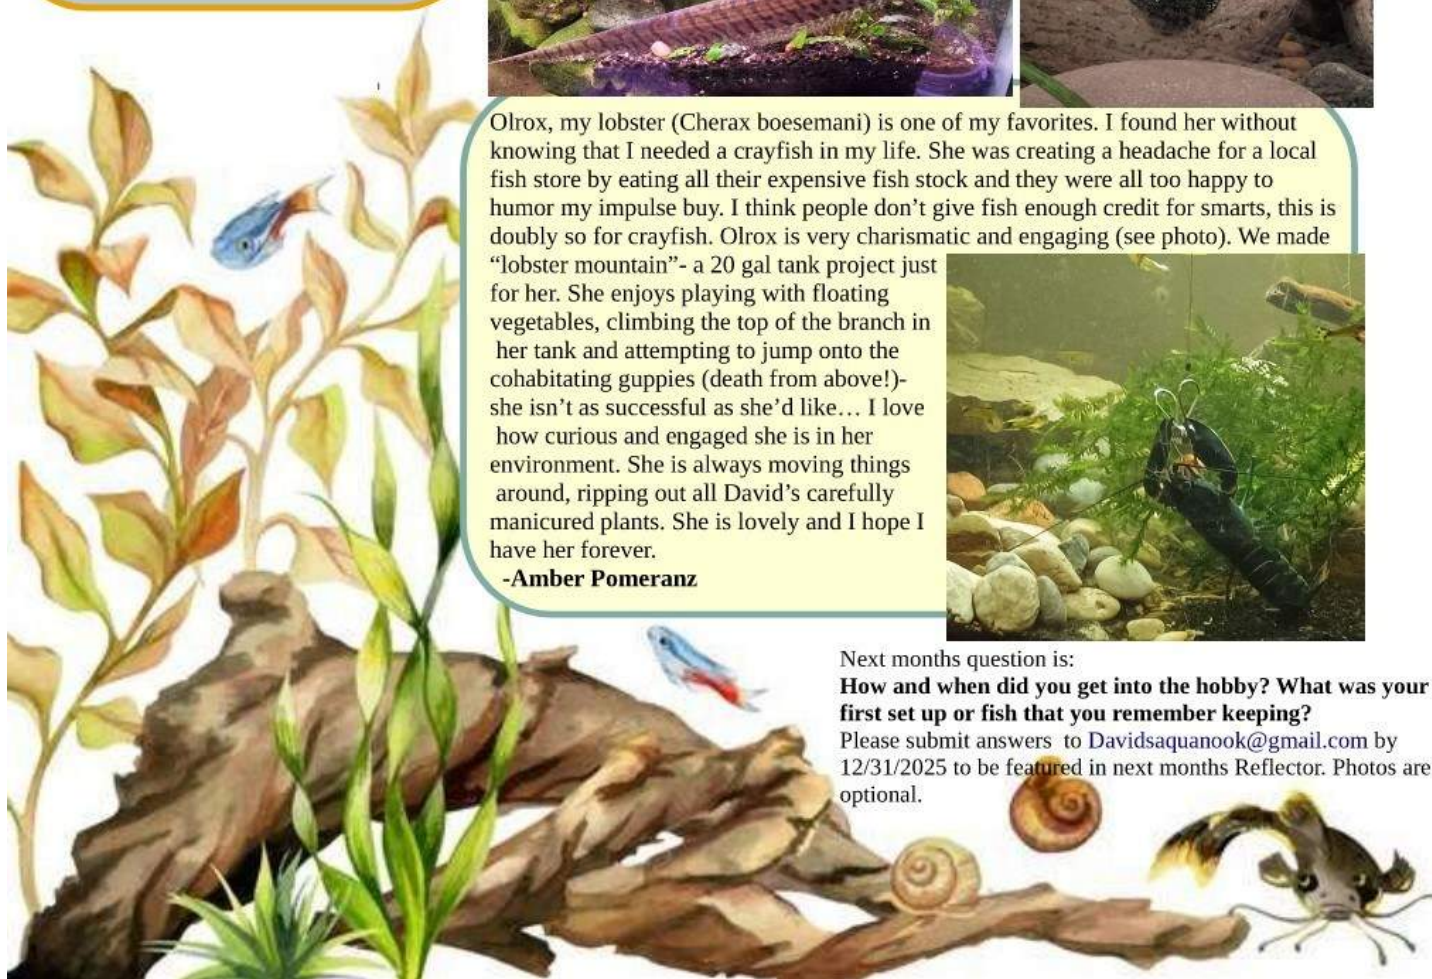 Olrox, my lobster (Cherax boesemani) is one of my favorites. I found her without
knowing that I needed a crayfish in my life. She was creating a headache for a local
fish store by eating all their expensive fish stock and they were all too happy to
humor my impulse buy. I think people don’t give fish enough credit for smarts, this is
doubly so for crayfish. Olrox is very charismatic and engaging (see photo). We made
“lobster mountain”- a 20 gal tank project just
for her. She enjoys playing with floating
vegetables, climbing the top of the branch in
her tank and attempting to jump onto the
cohabitating guppies (death from above!)-
she isn’t as successful as she’d like… I love
how curious and engaged she is in her
environment. She is always moving things
around, ripping out all David’s carefully
manicured plants. She is lovely and I hope I
have her forever.
-Amber Pomeranz
Next months question is:
How and when did you get into the hobby? What was your
first set up or fish that you remember keeping?
Please submit answers to Davidsaquanook@gmail.com by
12/31/2025 to be featured in next months Reflector. Photos are
optional.